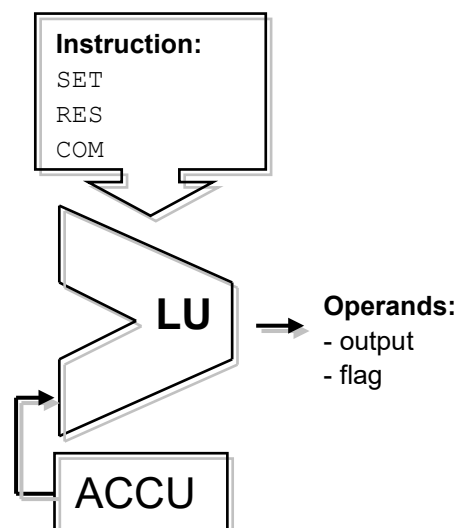 Instruction:
SET
RES
COM
LU
Operands:
- output
- flag
ACCU